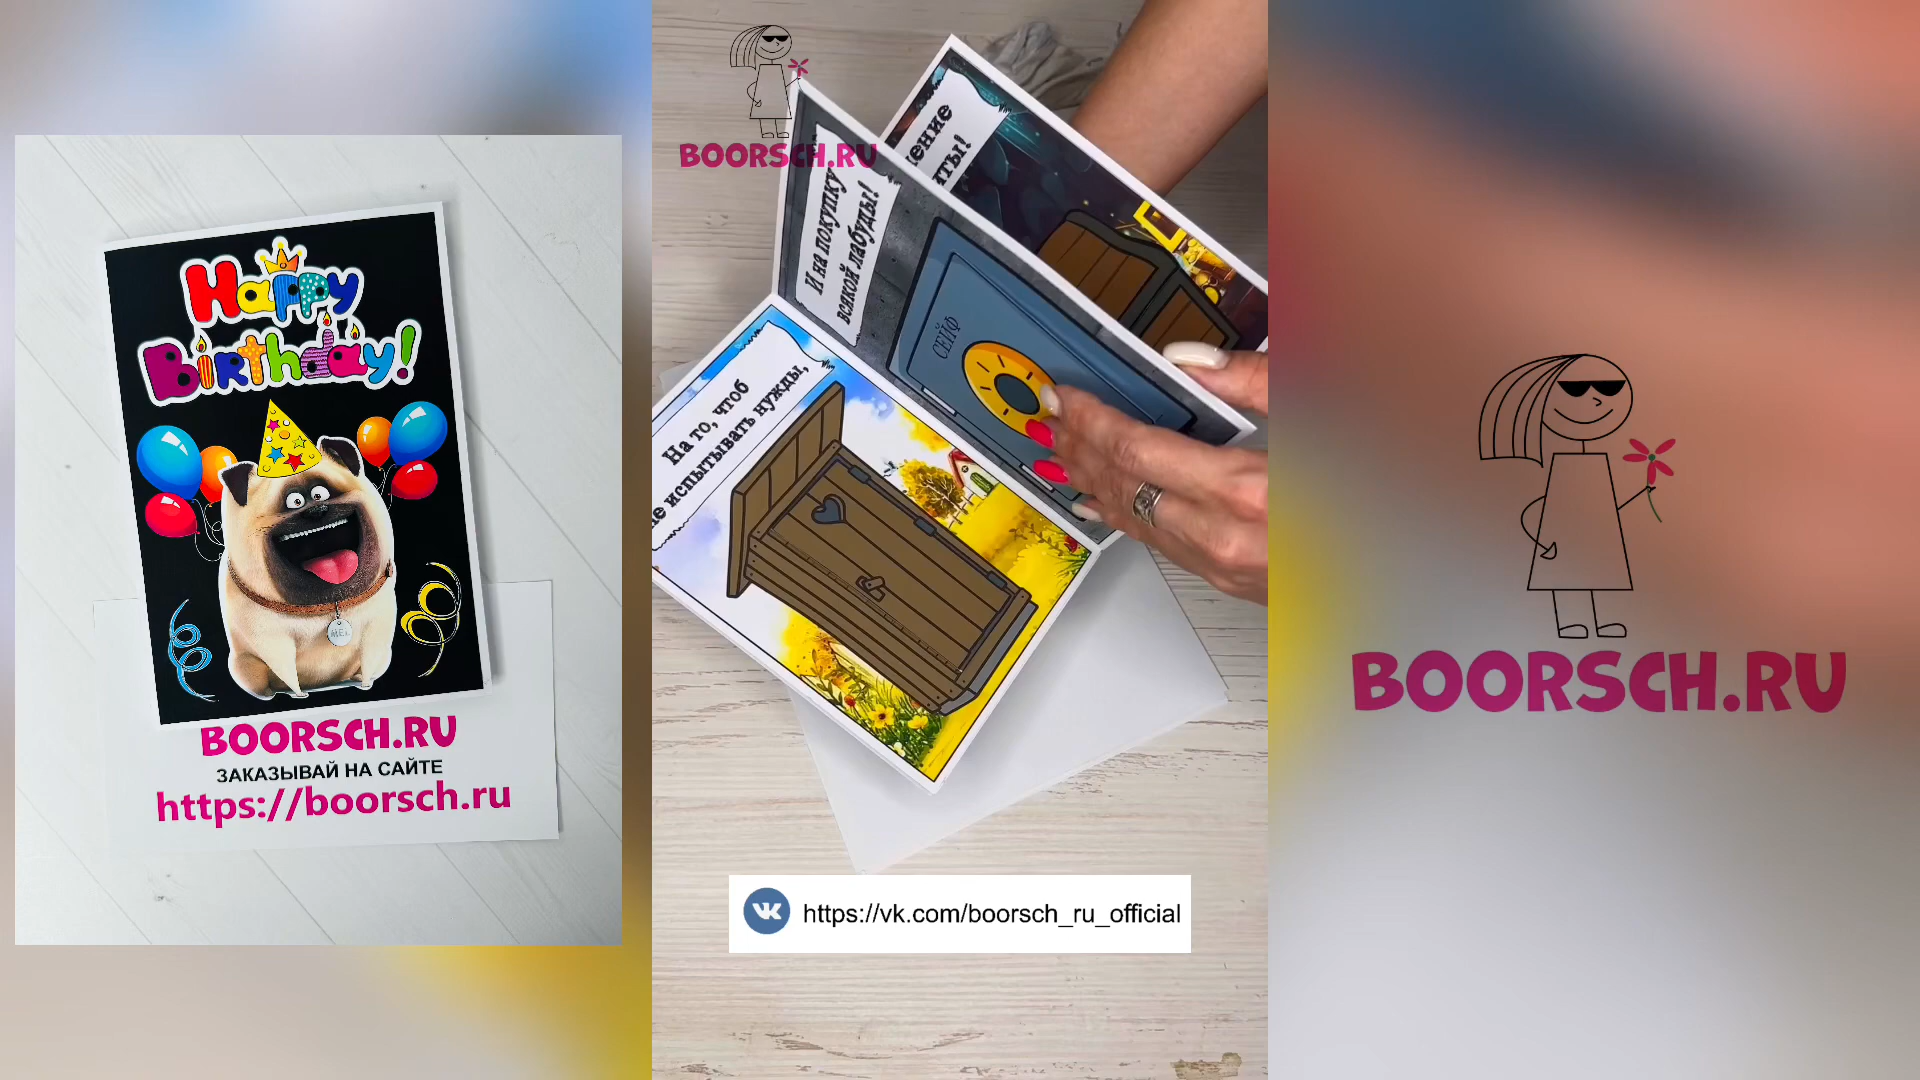 Happy
Birthday!
MEL
BOORSCH.RU
ЗАКАЗЫВАЙ НА САЙТЕ
https://boorsch.ru
BOORSCH.RU
И на покупку
всякой лабуды!
СЕЙФ
На то, чтоб
не испытывать нужды,
https://vk.com/boorsch_ru_official
BOORSCH.RU